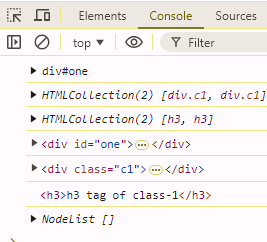 Elements Console Sources
top Filter
div#one
HTMLCollection(2) [div.c1, div.c1]
HTMLCollection(2) [h3, h3]
<div id="one"> </div>
<div class="c1"> </div>
<h3>h3 tag of class-1</h3>
NodeList []